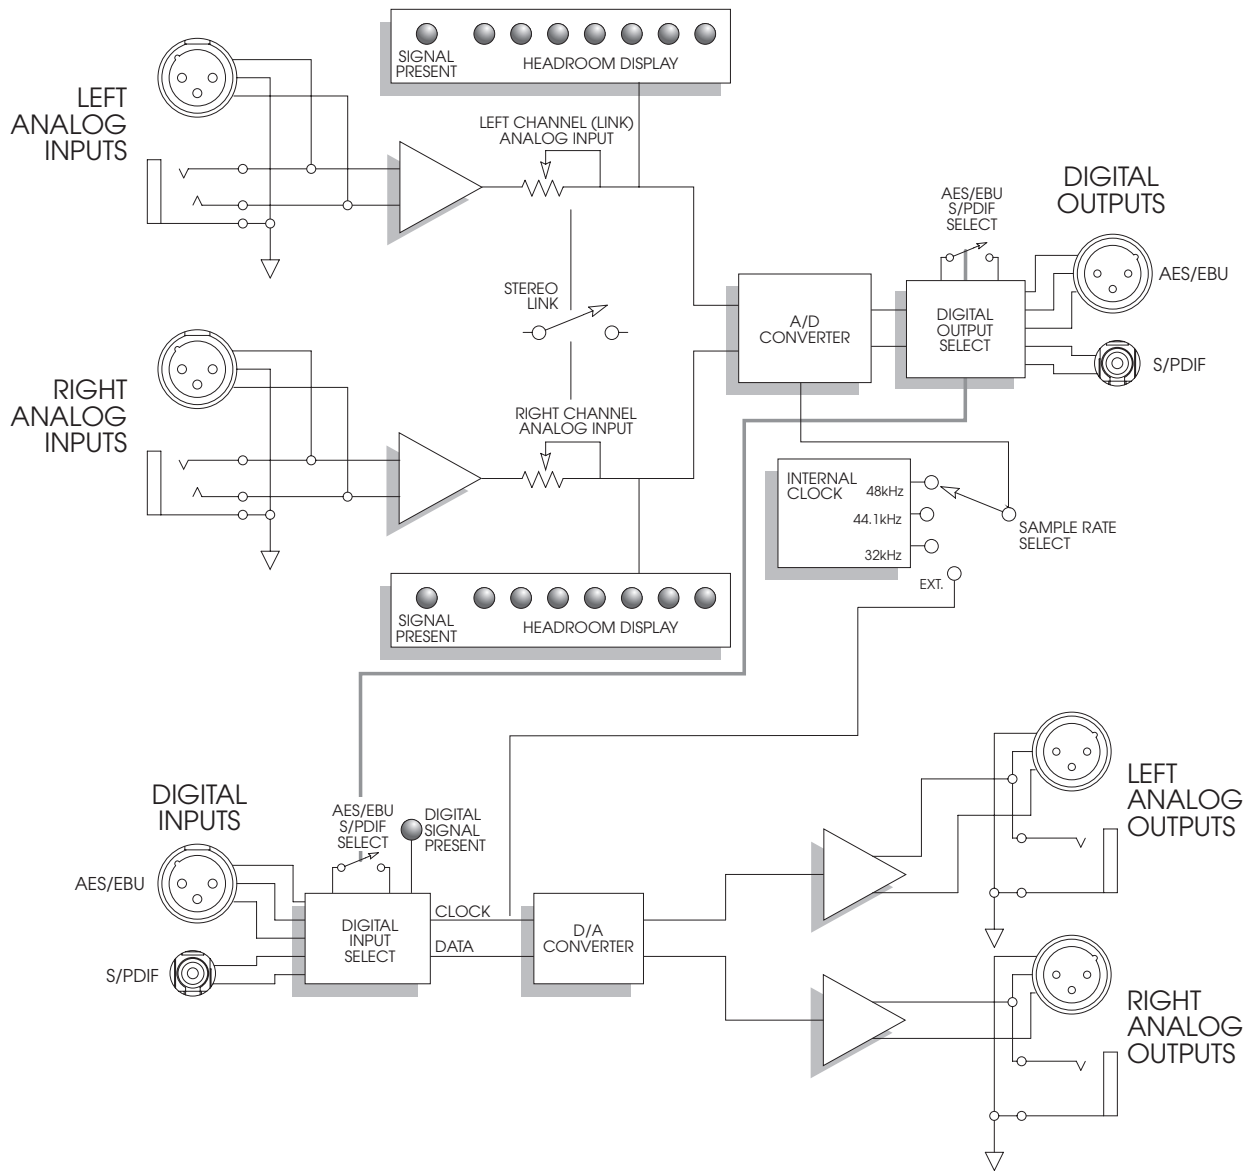 SIGNAL
PRESENT
HEADROOM DISPLAY
LEFT
ANALOG
INPUTS
LEFT CHANNEL (LINK)
ANALOG INPUT
AES/EBU
S/PDIF
SELECT
DIGITAL
OUTPUTS
AES/EBU
STEREO
LINK
A/D
CONVERTER
DIGITAL
OUTPUT
SELECT
S/PDIF
RIGHT
ANALOG
INPUTS
RIGHT CHANNEL
ANALOG INPUT
INTERNAL
CLOCK
48kHz
44.1kHz
32kHz
SAMPLE RATE
SELECT
EXT.
SIGNAL
PRESENT
HEADROOM DISPLAY
DIGITAL
INPUTS
AES/EBU
S/PDIF
SELECT
DIGITAL
SIGNAL
PRESENT
AES/EBU
S/PDIF
DIGITAL
INPUT
SELECT
CLOCK
DATA
D/A
CONVERTER
LEFT
ANALOG
OUTPUTS
RIGHT
ANALOG
OUTPUTS